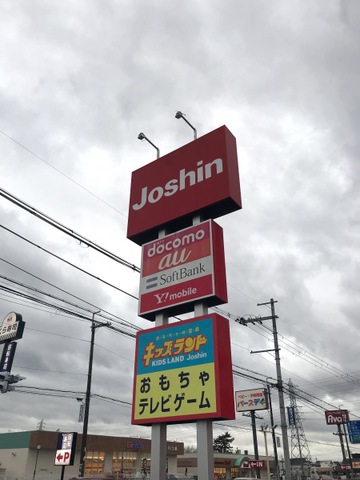 Joshin
döcomo
au
SoftBank
Y!mobile
キッズランド
KIDS LAND Joshin
おもちゃ
テレビゲーム
P